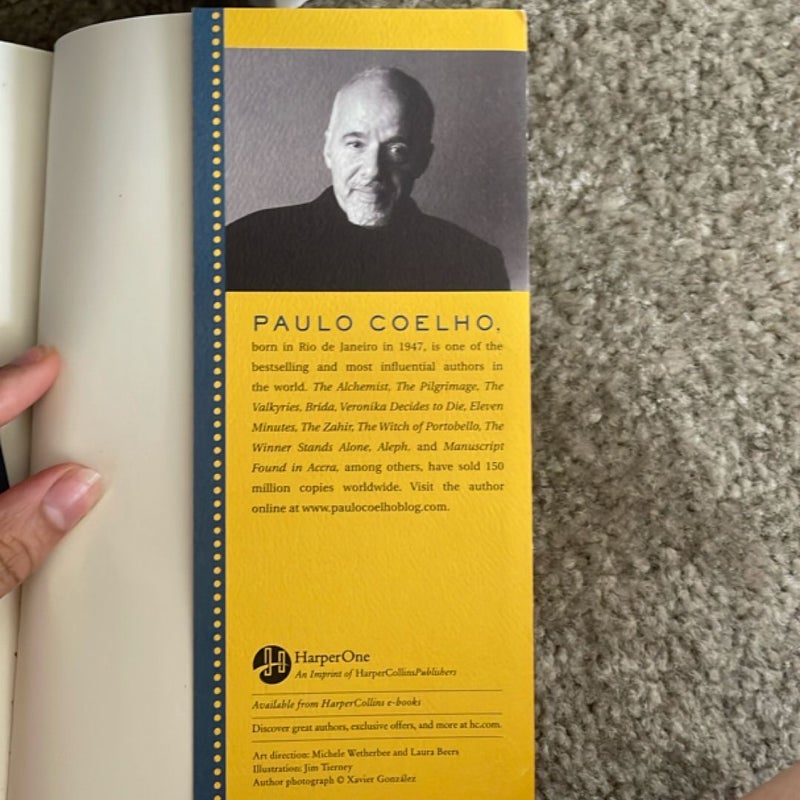 PAULO COELHO,
born in Rio de Janeiro in 1947, is one of the
bestselling and most influential authors in
the world. The Alchemist, The Pilgrimage, The
Valkyries, Brida, Veronika Decides to Die, Eleven
Minutes, The Zahir, The Witch of Portobello, The
Winner Stands Alone, Aleph, and Manuscript
Found in Accra, among others, have sold 150
million copies worldwide. Visit the author
online at www.paulocoelhoblog.com.
HarperOne
An Imprint of HarperCollinsPublishers
Available from HarperCollins e-books
Discover great authors, exclusive offers, and more at hc.com.
Art direction: Michele Wetherbee and Laura Beers
Illustration: Jim Tierney
Author photograph © Xavier González